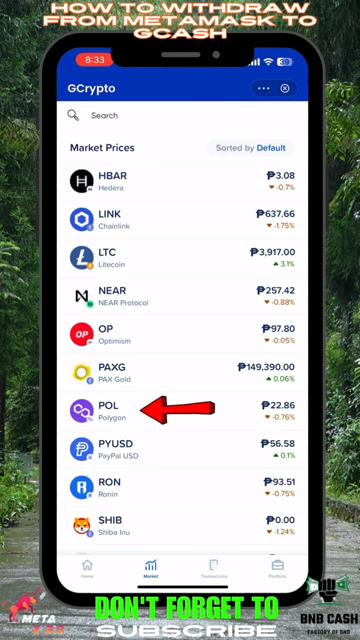 HOW TO WITHDRAW
FROM METAMASK TO
GCASH
8:33
GCrypto
Search
Market Prices
Sorted by Default
HBAR ₱3.08
Hedera -0.7%
LINK ₱637.66
Chainlink -1.75%
LTC ₱3,917.00
Litecoin 3.1%
NEAR ₱257.42
NEAR Protocol -0.88%
OP ₱97.80
Optimism -0.05%
PAXG ₱149,390.00
PAX Gold 0.06%
POL ₱22.86
Polygon -0.76%
PYUSD ₱56.58
PayPal USD 0.1%
RON ₱93.51
Ronin -0.75%
SHIB ₱0.00
Shiba Inu -1.24%
Home Market Transactions Portfolio
DON'T FORGET TO
SUBSCRIBE
META
BNB CASH
FACTORY OF BNB